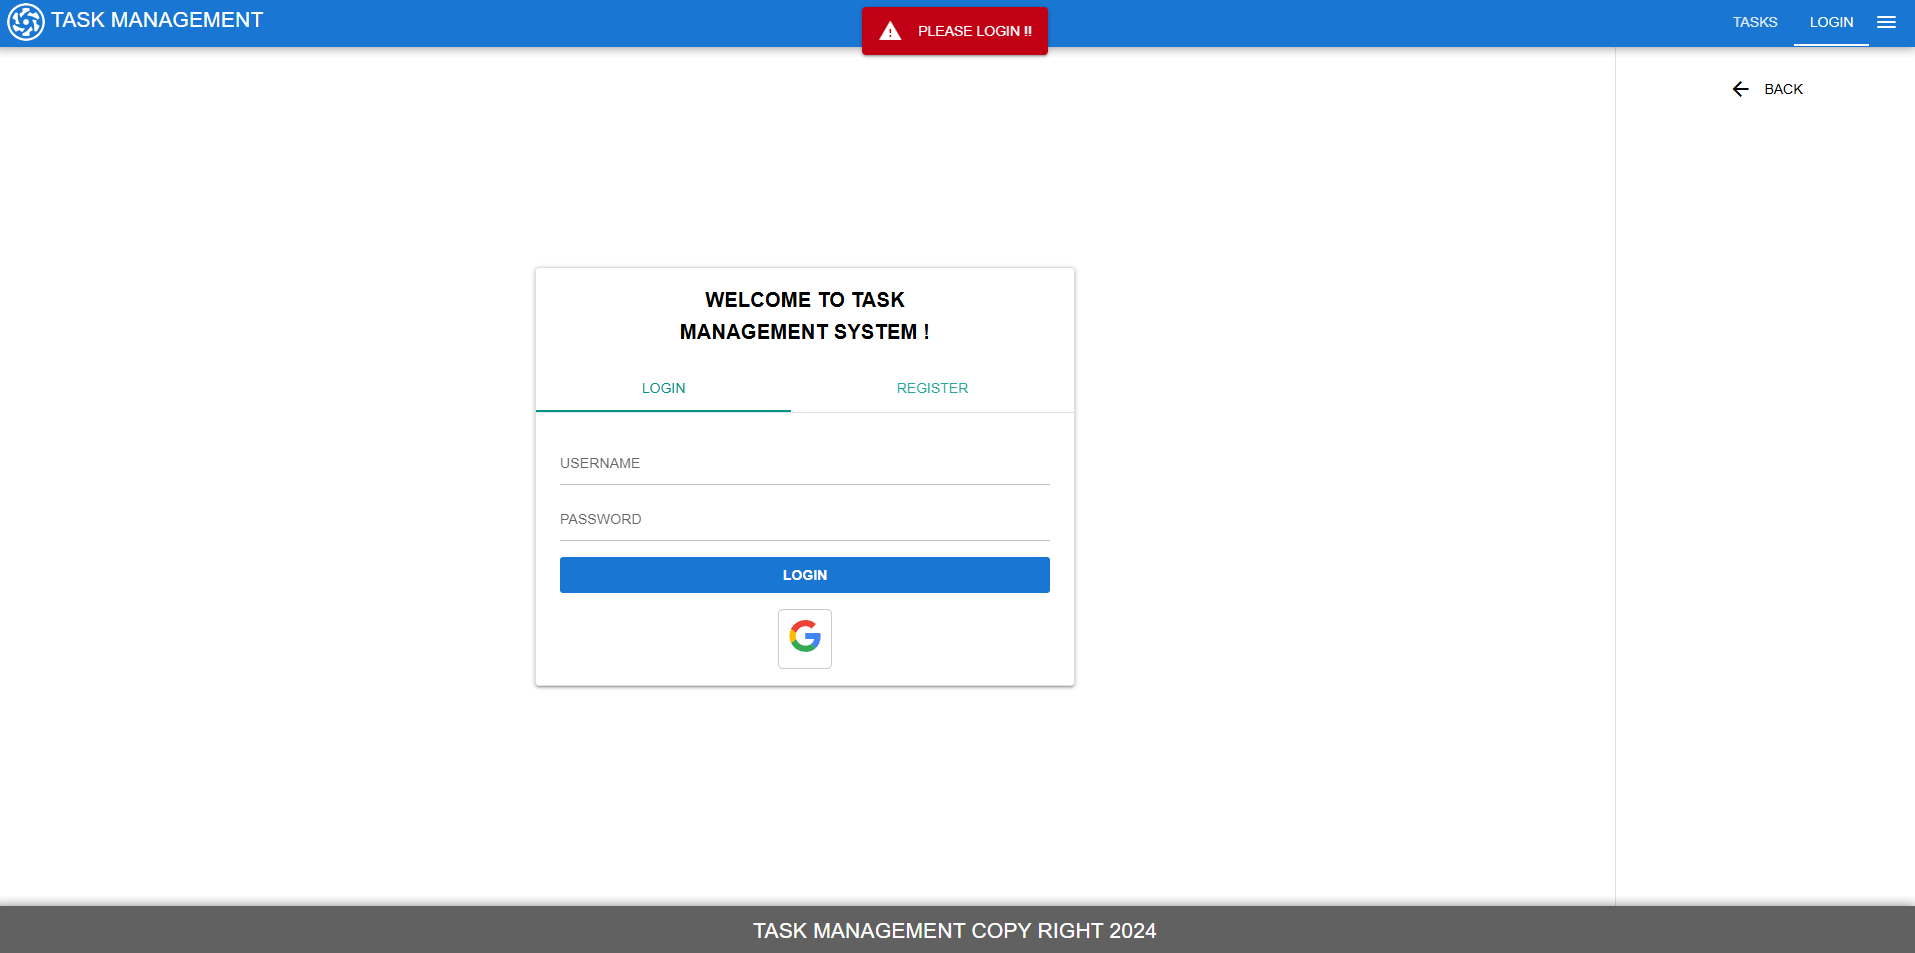 TASK MANAGEMENT
PLEASE LOGIN !!
TASKS
LOGIN
BACK
WELCOME TO TASK
MANAGEMENT SYSTEM !
LOGIN
REGISTER
USERNAME
PASSWORD
LOGIN
TASK MANAGEMENT COPY RIGHT 2024